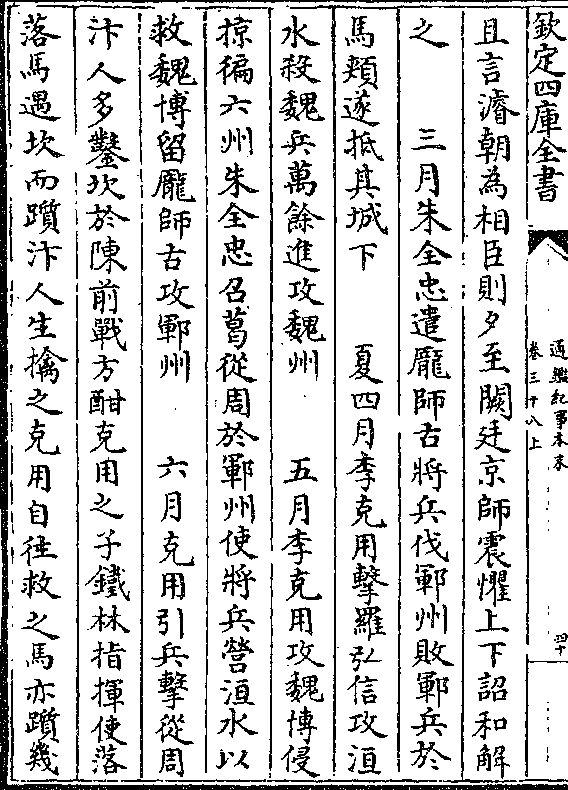 欽定四庫全書
通鑑紀事本末
卷三十八上
四十
且言濬朝為相臣則夕至闕廷京師震懼上下詔和解
之　三月朱全忠遣龐師古將兵伐鄆州敗鄆兵於
馬頰遂抵其城下　夏四月李克用擊羅弘信攻洹
水殺魏兵萬餘進攻魏州　五月李克用攻魏博侵
掠徧六州朱全忠召葛從周於鄆州使將兵營洹水以
救魏博留龐師古攻鄆州　六月克用引兵擊從周
汴人多鑿坎於陳前戰方酣克用之子鐵林指揮使落
落馬遇坎而躓汴人生擒之克用自徃救之馬亦躓幾